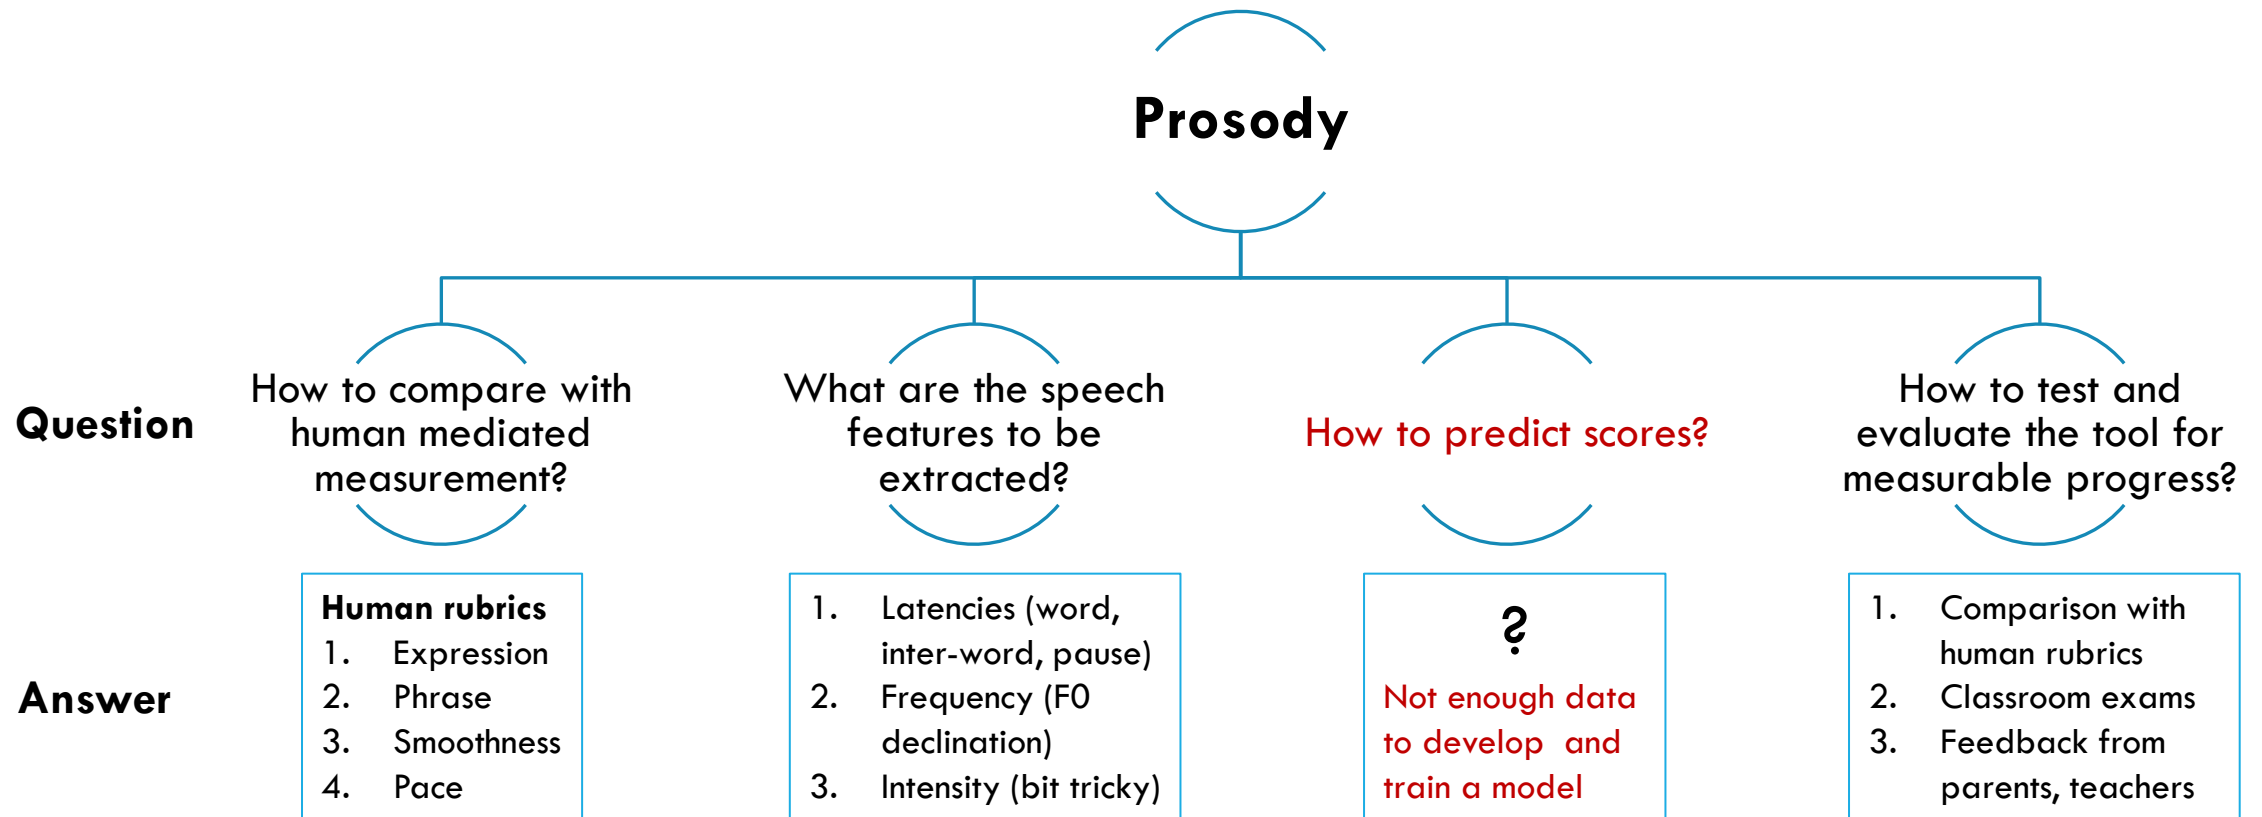 Prosody
Question
How to compare with
human mediated
measurement?
What are the speech
features to be
extracted?
How to predict scores?
How to test and
evaluate the tool for
measurable progress?
Answer
Human rubrics
1. Expression
2. Phrase
3. Smoothness
4. Pace
1. Latencies (word,
inter-word, pause)
2. Frequency (F0
declination)
3. Intensity (bit tricky)
?
Not enough data
to develop and
train a model
1. Comparison with
human rubrics
2. Classroom exams
3. Feedback from
parents, teachers